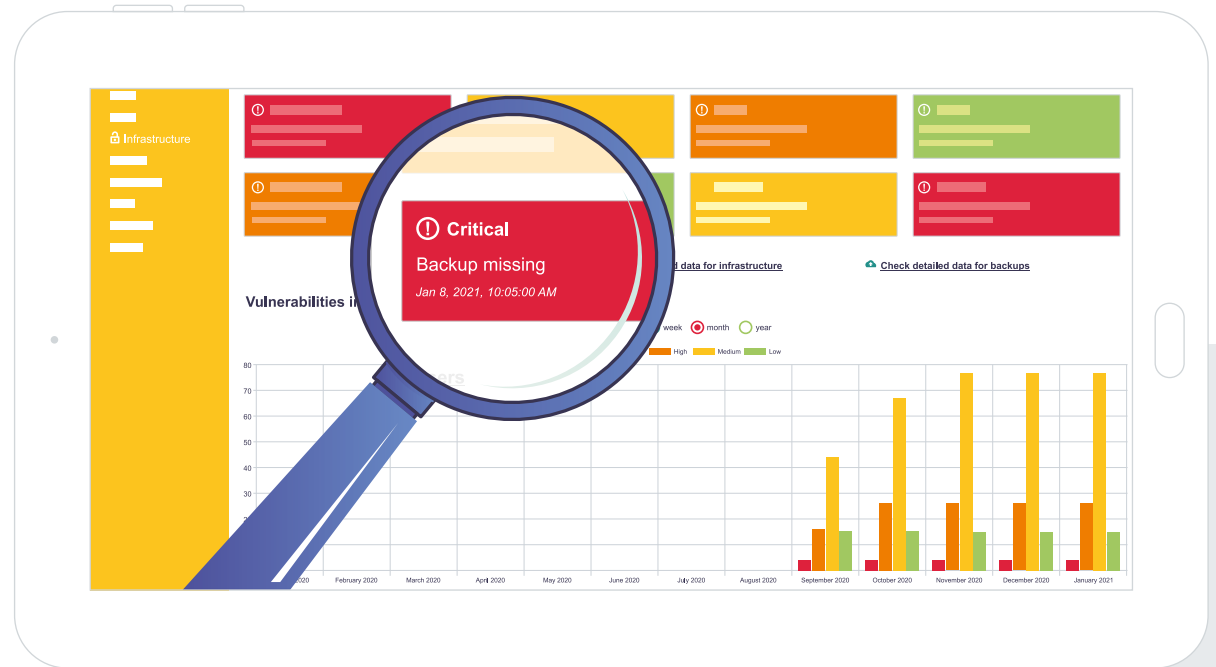 Infrastructure
Critical
Backup missing
Jan 8, 2021, 10:05:00 AM
data for infrastructure
Check detailed data for backups
Vulnerabilities
week month year
High Medium Low
80
70
60
50
40
30
2020 February 2020 March 2020 April 2020 May 2020 June 2020 July 2020 August 2020 September 2020 October 2020 November 2020 December 2020 January 2021